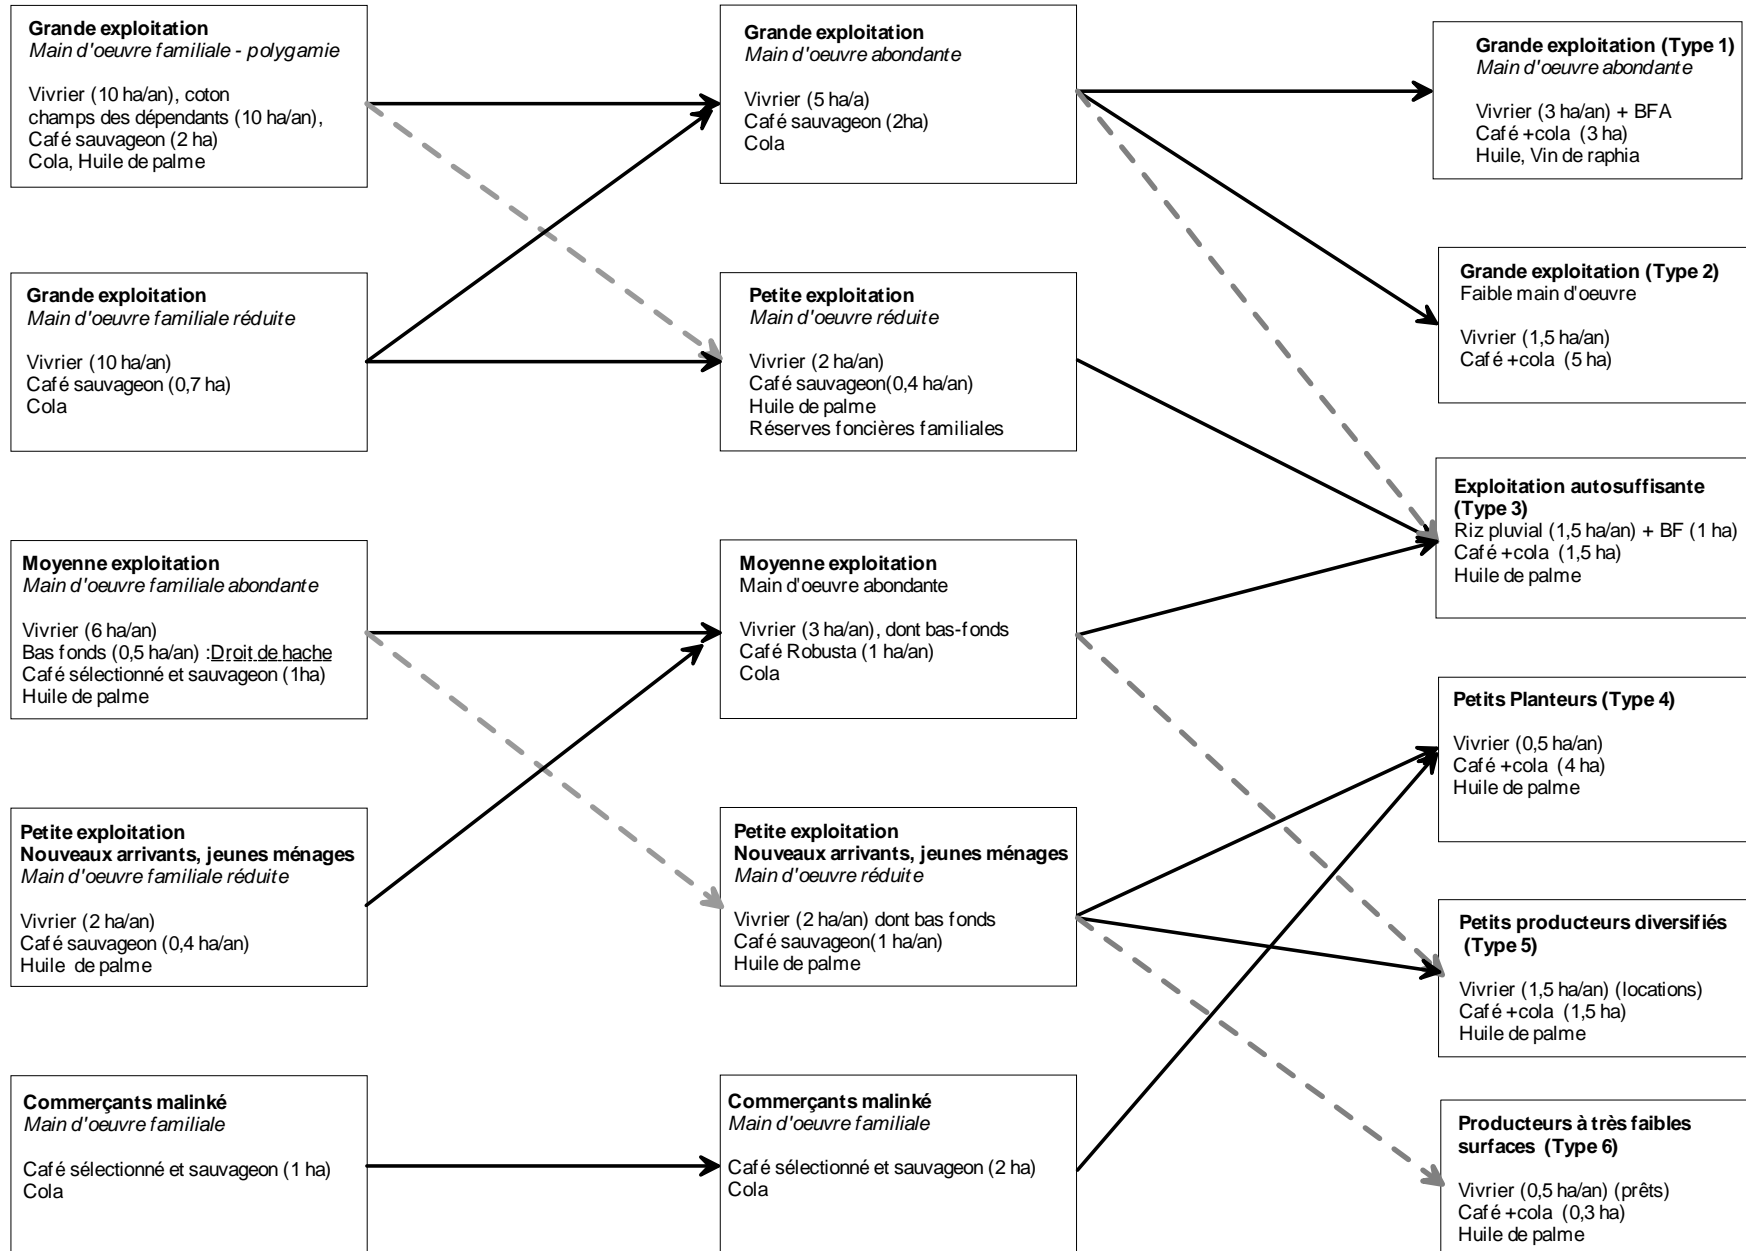 Grande exploitation
Main d'oeuvre familiale - polygamie
Vivrier (10 ha/an), coton
champs des dépendants (10 ha/an),
Café sauvageon (2 ha)
Cola, Huile de palme
Grande exploitation
Main d'oeuvre familiale réduite
Vivrier (10 ha/an)
Café sauvageon (0,7 ha)
Cola
Moyenne exploitation
Main d'oeuvre familiale abondante
Vivrier (6 ha/an)
Bas fonds (0,5 ha/an) :Droit de hache
Café sélectionné et sauvageon (1ha)
Huile de palme
Petite exploitation
Nouveaux arrivants, jeunes ménages
Main d'oeuvre familiale réduite
Vivrier (2 ha/an)
Café sauvageon (0,4 ha/an)
Huile de palme
Commerçants malinké
Main d'oeuvre familiale
Café sélectionné et sauvageon (1 ha)
Cola
Grande exploitation
Main d'oeuvre abondante
Vivrier (5 ha/a)
Café sauvageon (2ha)
Cola
Petite exploitation
Main d'oeuvre réduite
Vivrier (2 ha/an)
Café sauvageon(0,4 ha/an)
Huile de palme
Réserves foncières familiales
Moyenne exploitation
Main d'oeuvre abondante
Vivrier (3 ha/an), dont bas-fonds
Café Robusta (1 ha/an)
Cola
Petite exploitation
Nouveaux arrivants, jeunes ménages
Main d'oeuvre réduite
Vivrier (2 ha/an) dont bas fonds
Café sauvageon(1 ha/an)
Huile de palme
Commerçants malinké
Main d'oeuvre familiale
Café sélectionné et sauvageon (2 ha)
Cola
Grande exploitation (Type 1)
Main d'oeuvre abondante
Vivrier (3 ha/an) + BFA
Café +cola (3 ha)
Huile, Vin de raphia
Grande exploitation (Type 2)
Faible main d'oeuvre
Vivrier (1,5 ha/an)
Café +cola (5 ha)
Exploitation autosuffisante
(Type 3)
Riz pluvial (1,5 ha/an) + BF (1 ha)
Café +cola (1,5 ha)
Huile de palme
Petits Planteurs (Type 4)
Vivrier (0,5 ha/an)
Café +cola (4 ha)
Huile de palme
Petits producteurs diversifiés
(Type 5)
Vivrier (1,5 ha/an) (locations)
Café +cola (1,5 ha)
Huile de palme
Producteurs à très faibles
surfaces (Type 6)
Vivrier (0,5 ha/an) (prêts)
Café +cola (0,3 ha)
Huile de palme